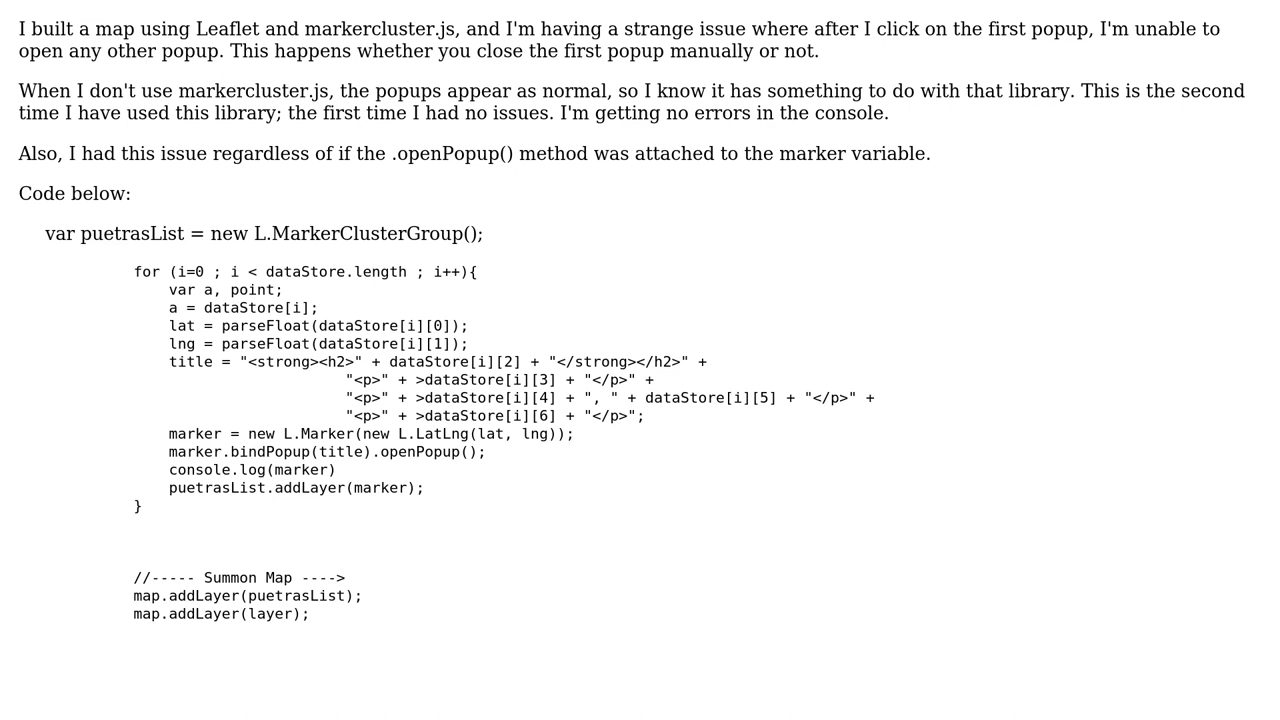 I built a map using Leaflet and markercluster.js, and I'm having a strange issue where after I click on the first popup, I'm unable to
open any other popup. This happens whether you close the first popup manually or not.
When I don't use markercluster.js, the popups appear as normal, so I know it has something to do with that library. This is the second
time I have used this library; the first time I had no issues. I'm getting no errors in the console.
Also, I had this issue regardless of if the .openPopup() method was attached to the marker variable.
Code below:
var puetrasList = new L.MarkerClusterGroup();
for (i=0 ; i < dataStore.length ; i++){
    var a, point;
    a = dataStore[i];
    lat = parseFloat(dataStore[i][0]);
    lng = parseFloat(dataStore[i][1]);
    title = "<strong><h2>" + dataStore[i][2] + "</strong></h2>" +
                        "<p>" + >dataStore[i][3] + "</p>" +
                        "<p>" + >dataStore[i][4] + ", " + dataStore[i][5] + "</p>" +
                        "<p>" + >dataStore[i][6] + "</p>";
    marker = new L.Marker(new L.LatLng(lat, lng));
    marker.bindPopup(title).openPopup();
    console.log(marker)
    puetrasList.addLayer(marker);
}
//----- Summon Map ---->
map.addLayer(puetrasList);
map.addLayer(layer);